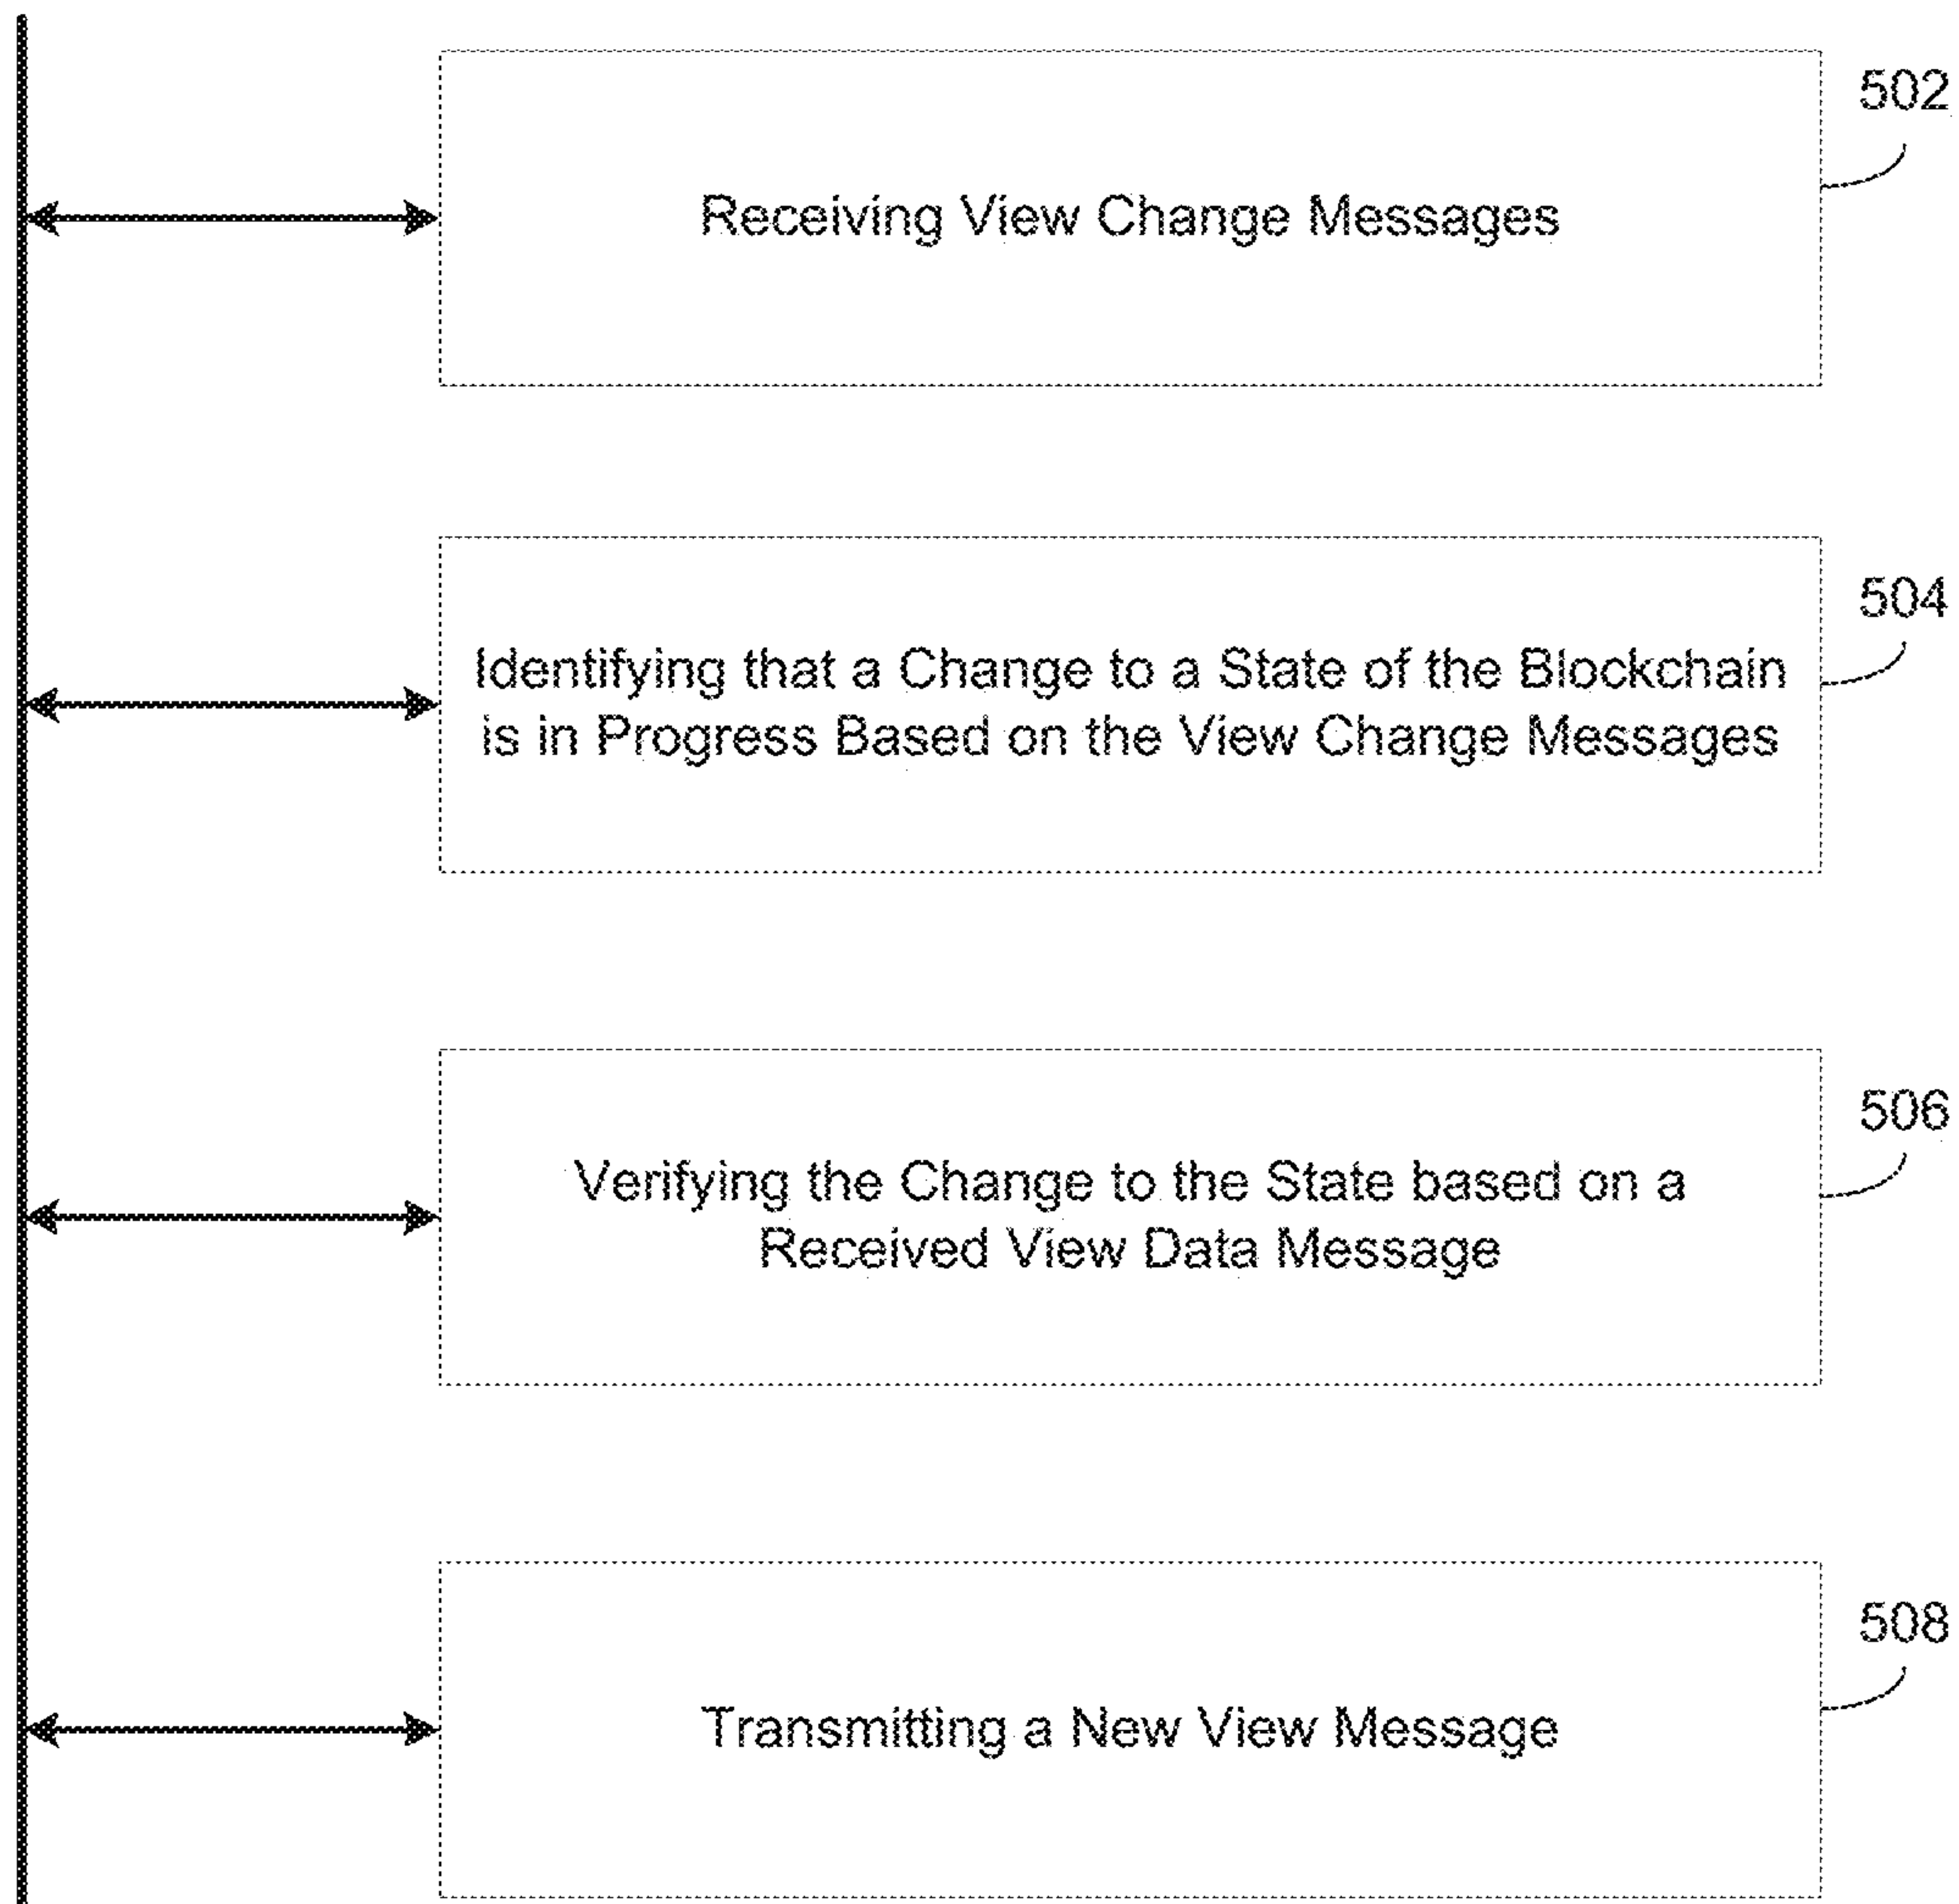 502
Receiving View Change Messages
504
Identifying that a Change to a State of the Blockchain
is in Progress Based on the View Change Messages
506
Verifying the Change to the State based on a
Received View Data Message
508
Transmitting a New View Message